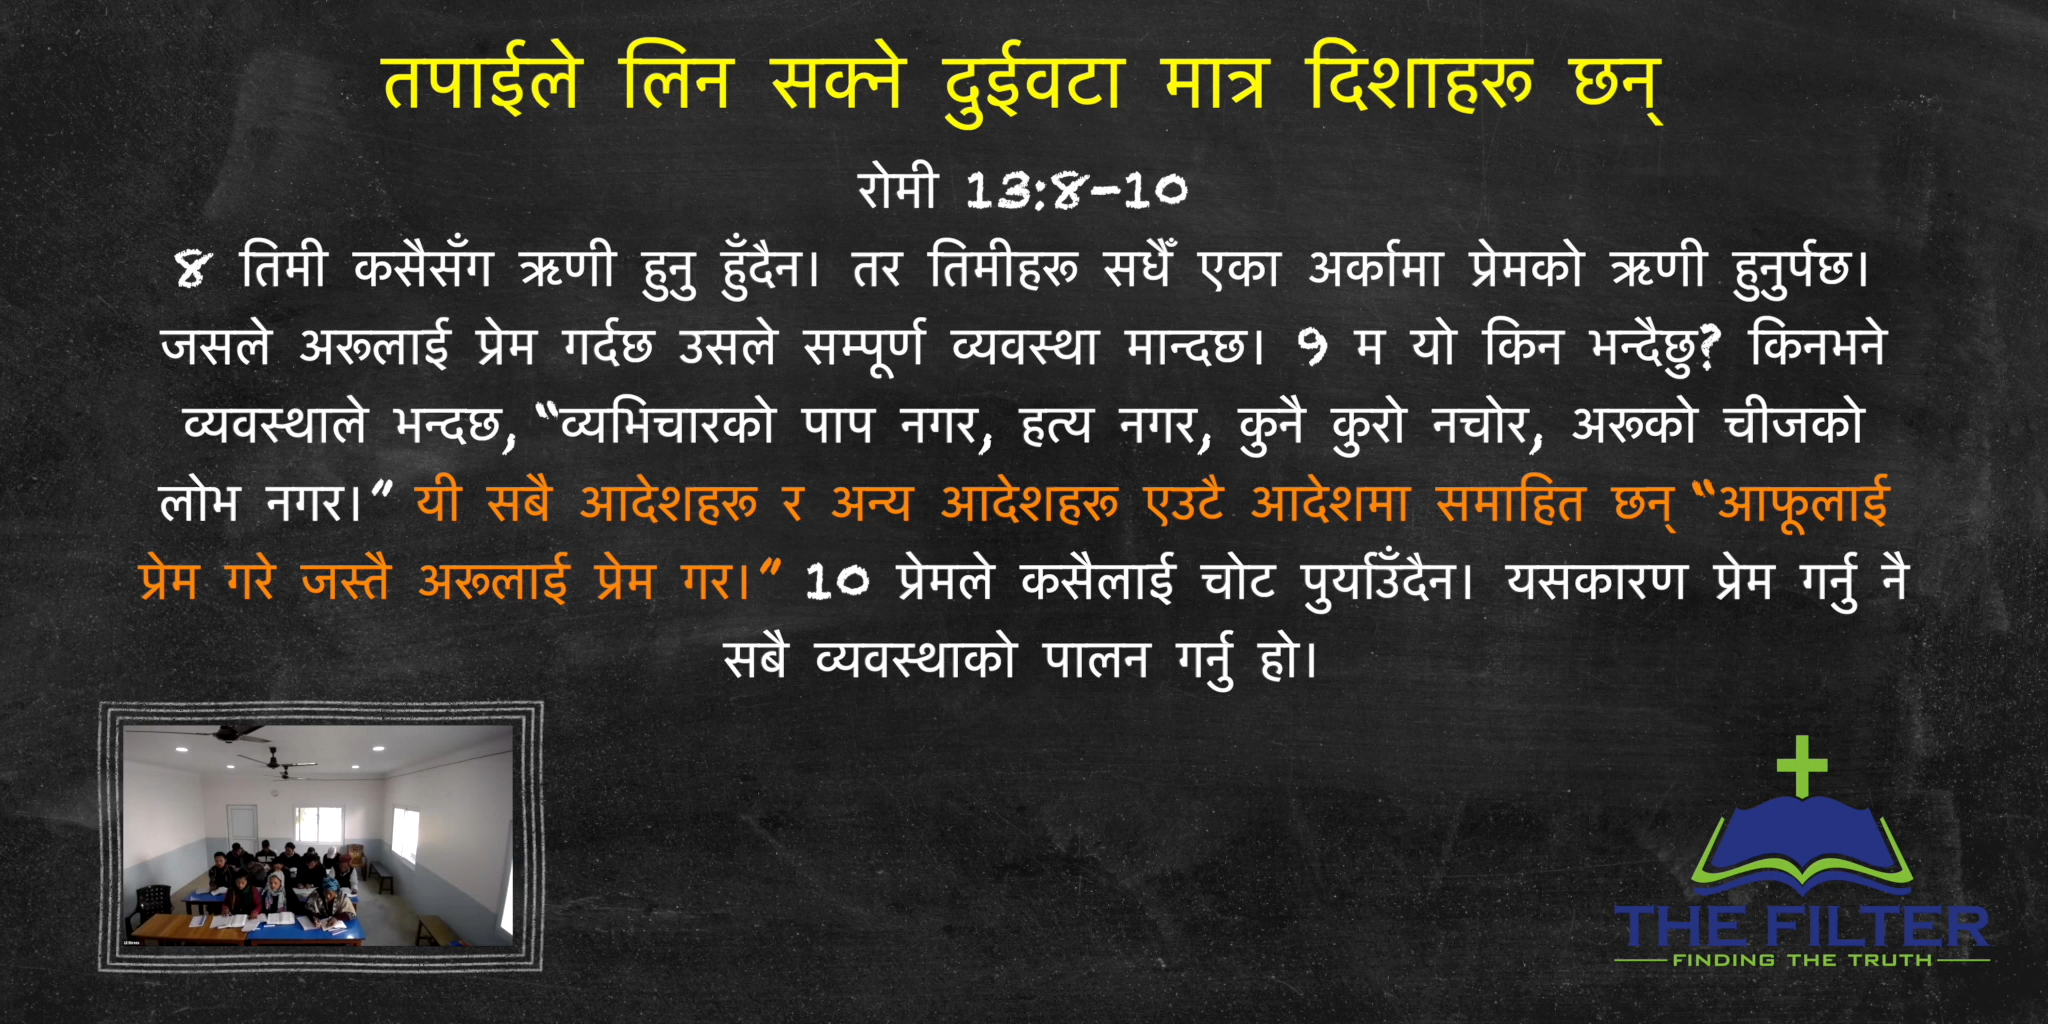 तपाईले लिन सक्ने दुईवटा मात्र दिशाहरू छन्
रोमी 13:8-10
8 तिमी कसैसँग ऋणी हुनु हुँदैन। तर तिमीहरू सधैँ एका अर्कामा प्रेमको ऋणी हुनुर्पछ।
जसले अरूलाई प्रेम गर्दछ उसले सम्पूर्ण व्यवस्था मान्दछ। 9 म यो किन भन्दैछु? किनभने
व्यवस्थाले भन्दछ, “व्यभिचारको पाप नगर, हत्य नगर, कुनै कुरो नचोर, अरूको चीजको
लोभ नगर।” यी सबै आदेशहरू र अन्य आदेशहरू एउटै आदेशमा समाहित छन् “आफूलाई
प्रेम गरे जस्तै अरूलाई प्रेम गर।” 10 प्रेमले कसैलाई चोट पुर्याउँदैन। यसकारण प्रेम गर्नु नै
सबै व्यवस्थाको पालन गर्नु हो।
THE FILTER
FINDING THE TRUTH